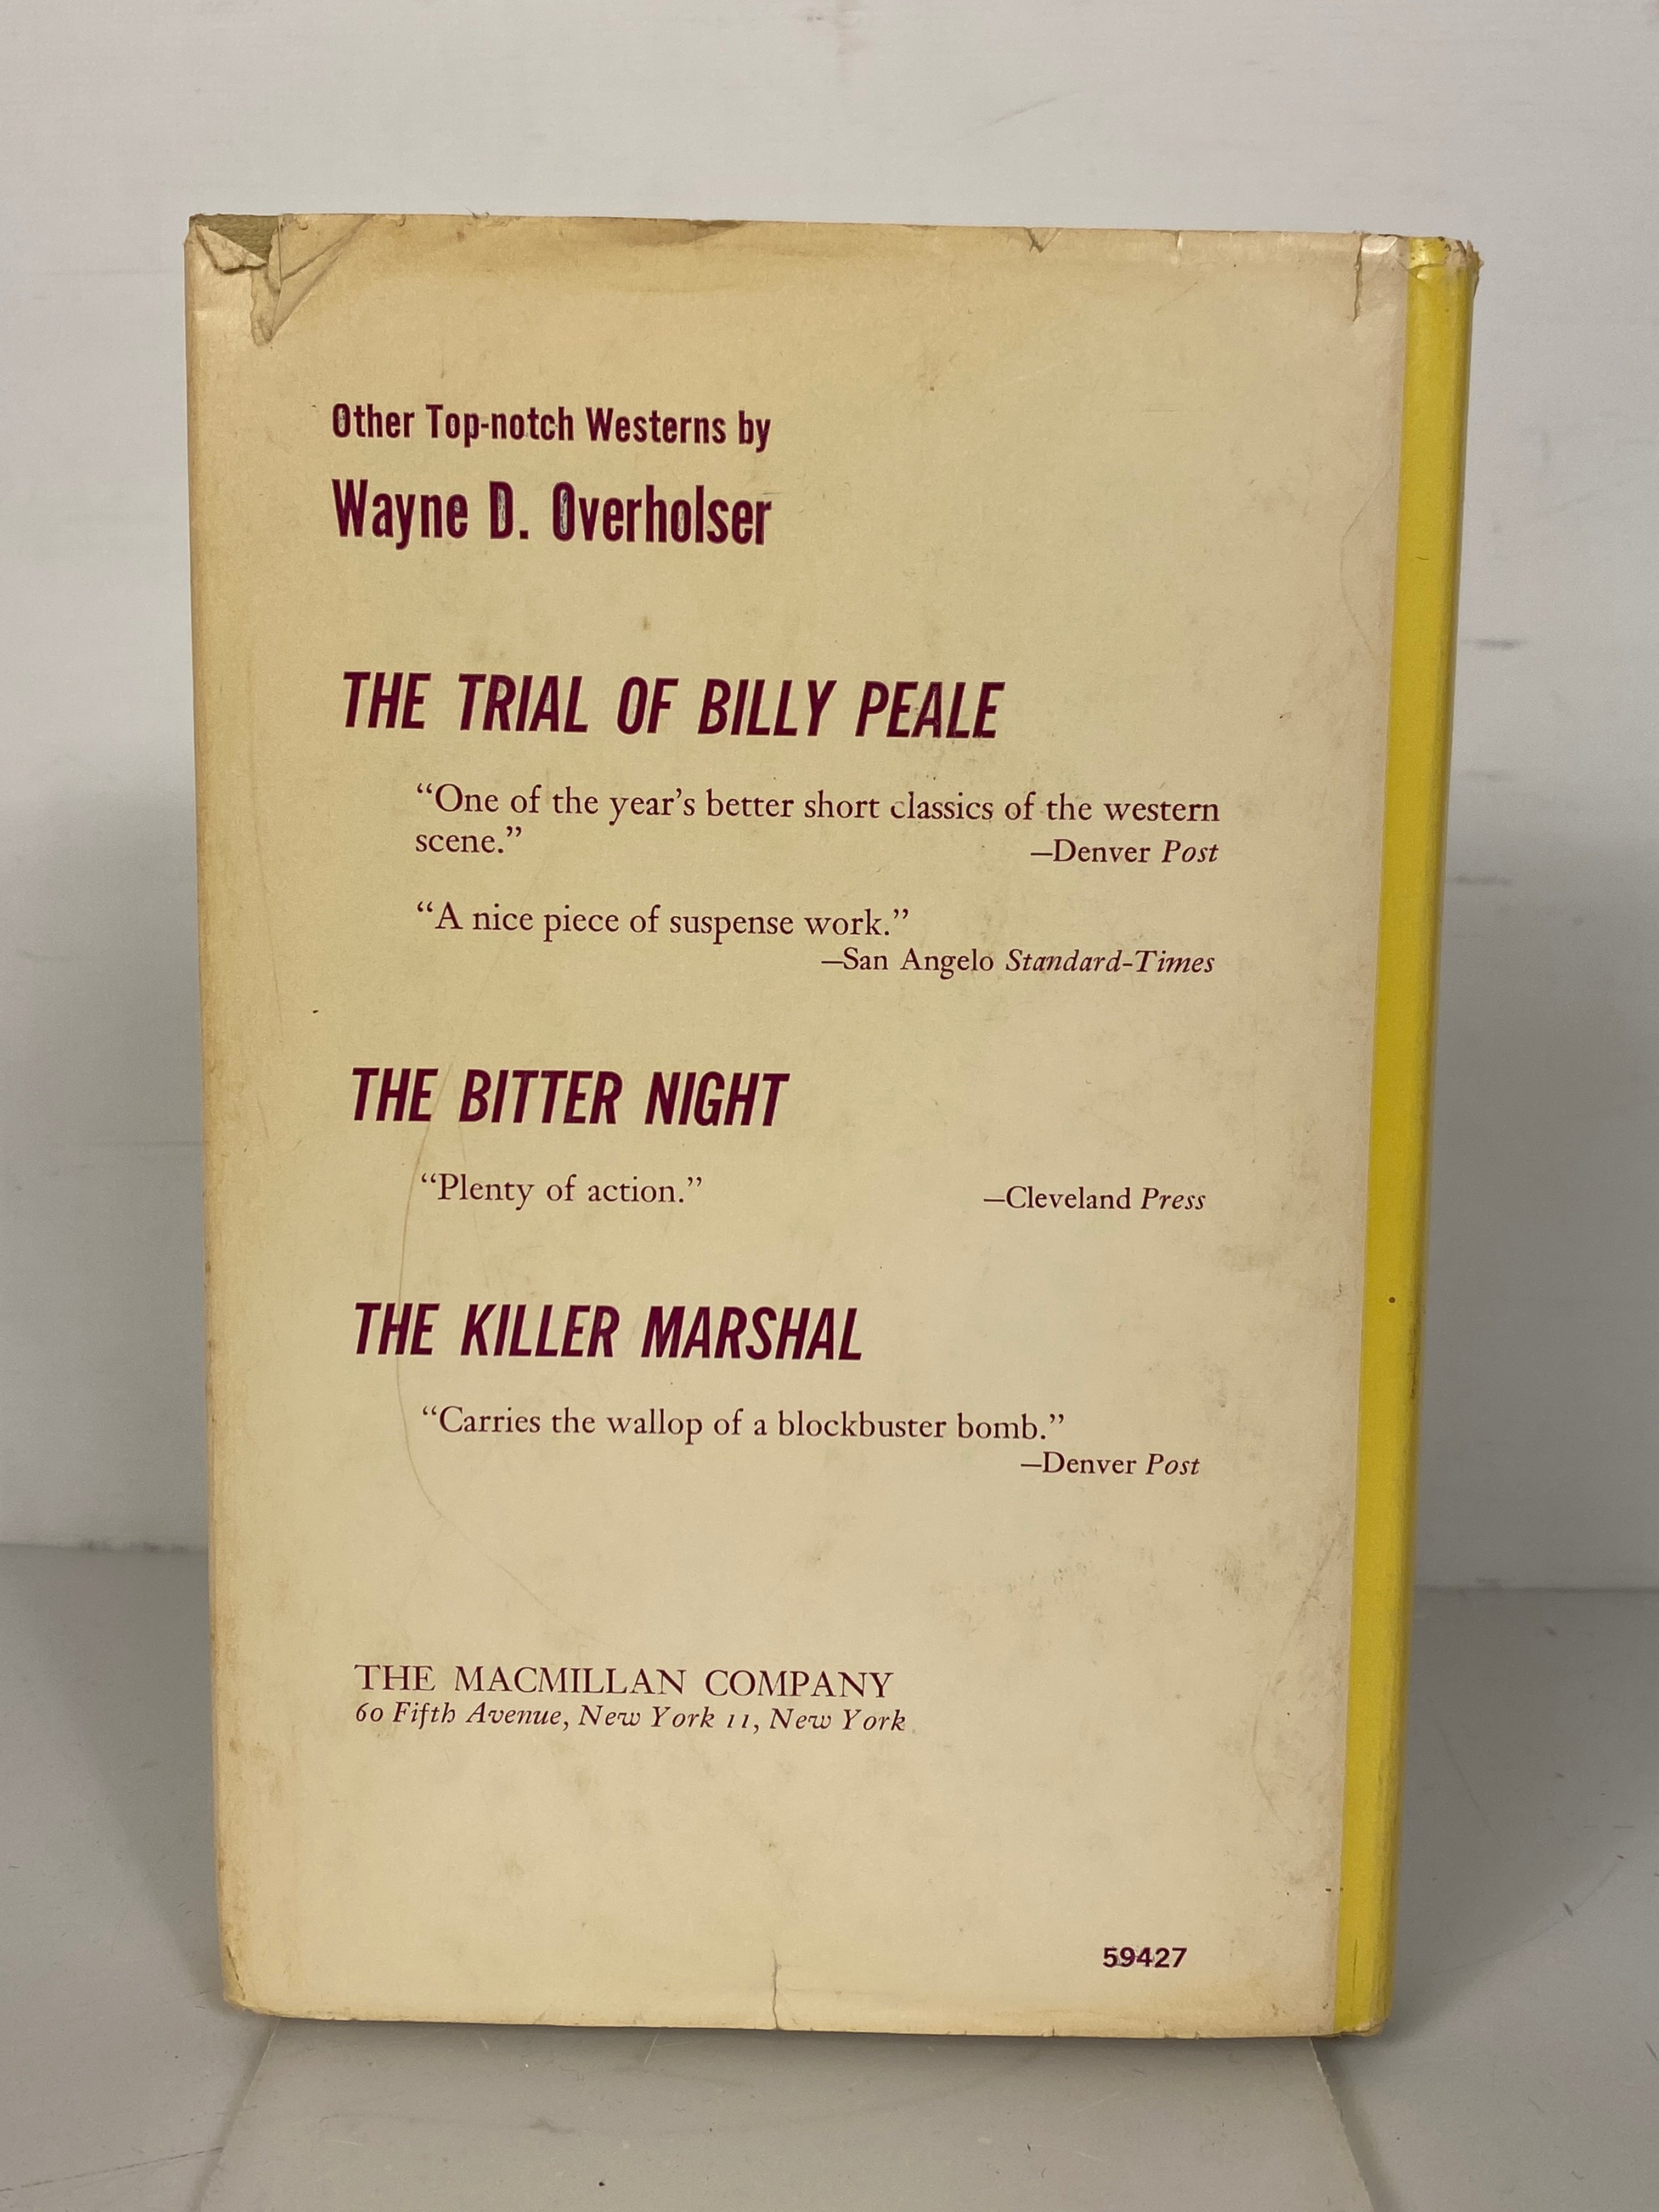 Other Top-notch Westerns by
Wayne D. Overholser
THE TRIAL OF BILLY PEALE
“One of the year’s better short classics of the western
scene.” —Denver Post
“A nice piece of suspense work.”
—San Angelo Standard-Times
THE BITTER NIGHT
“Plenty of action.” —Cleveland Press
THE KILLER MARSHAL
“Carries the wallop of a blockbuster bomb.”
—Denver Post
THE MACMILLAN COMPANY
60 Fifth Avenue, New York 11, New York
59427